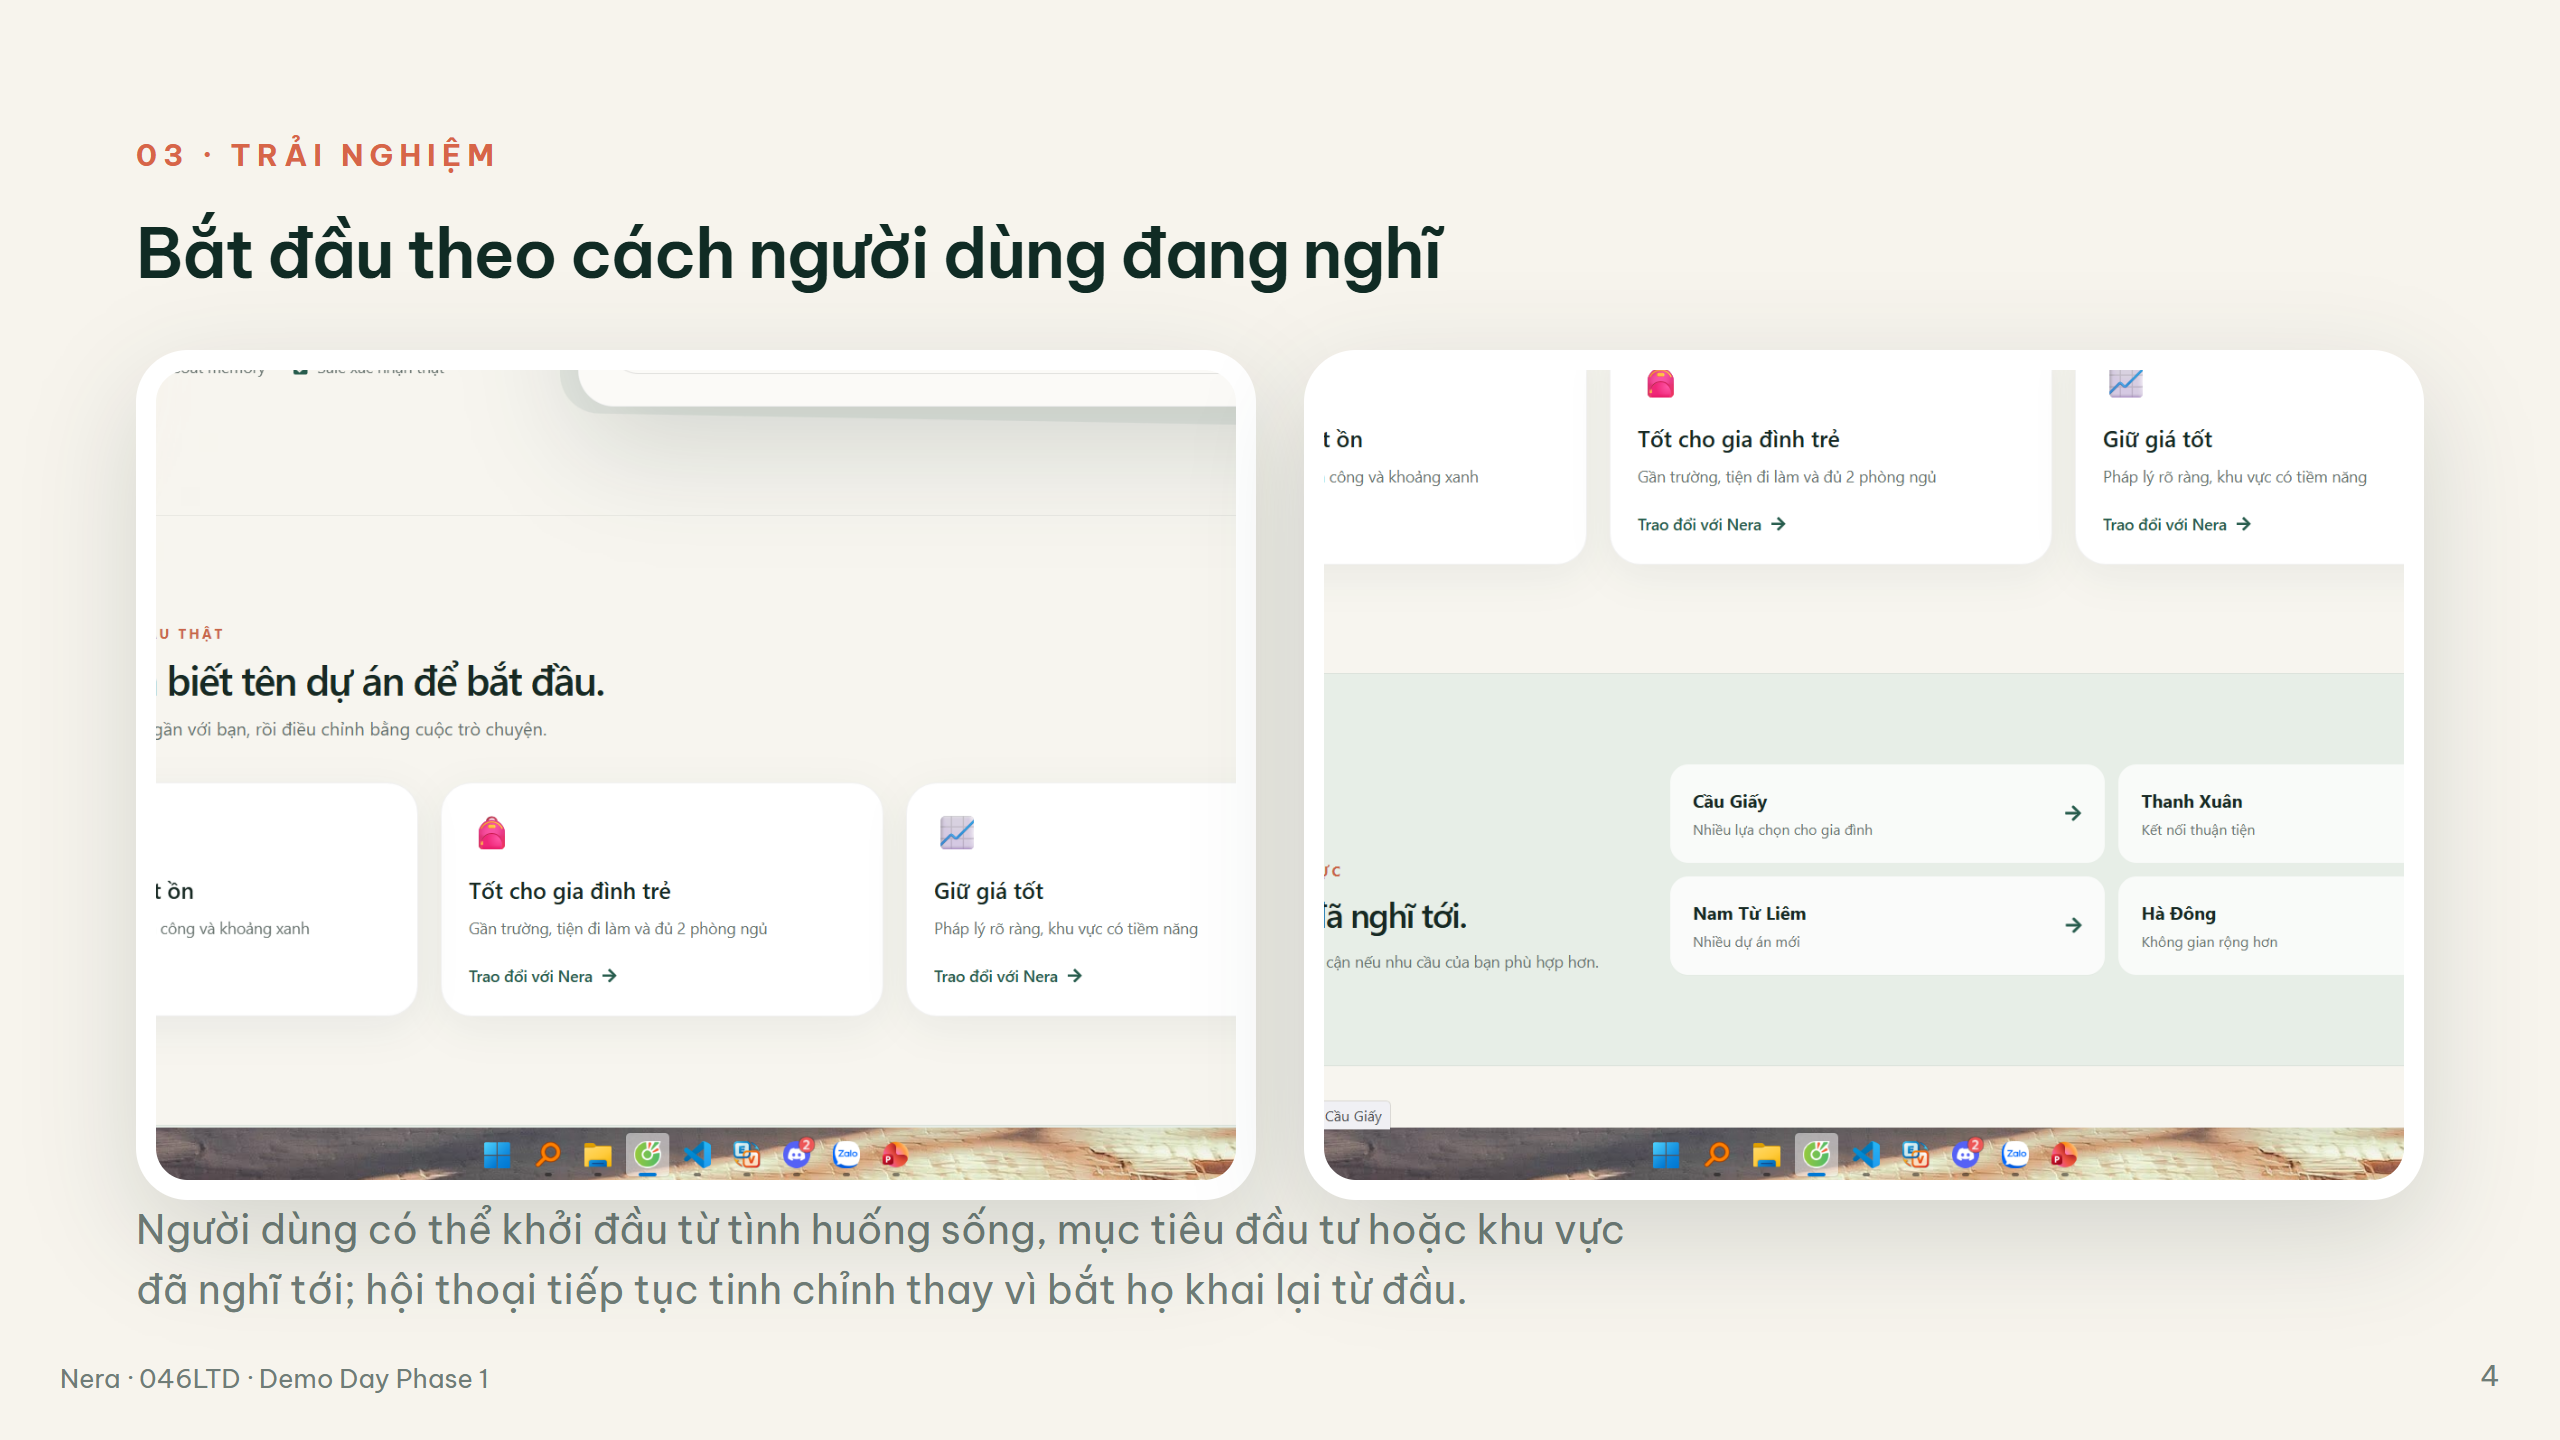 03 · TRẢI NGHIỆM
Bắt đầu theo cách người dùng đang nghĩ
U THẬT
biết tên dự án để bắt đầu.
gần với bạn, rồi điều chỉnh bằng cuộc trò chuyện.
t ồn
công và khoảng xanh
Tốt cho gia đình trẻ
Gần trường, tiện đi làm và đủ 2 phòng ngủ
Trao đổi với Nera →
Giữ giá tốt
Pháp lý rõ ràng, khu vực có tiềm năng
Trao đổi với Nera →
2
Zalo
t ồn
công và khoảng xanh
Tốt cho gia đình trẻ
Gần trường, tiện đi làm và đủ 2 phòng ngủ
Trao đổi với Nera →
Giữ giá tốt
Pháp lý rõ ràng, khu vực có tiềm năng
Trao đổi với Nera →
ỰC
đã nghĩ tới.
cận nếu nhu cầu của bạn phù hợp hơn.
Cầu Giấy →
Nhiều lựa chọn cho gia đình
Thanh Xuân
Kết nối thuận tiện
Nam Từ Liêm →
Nhiều dự án mới
Hà Đông
Không gian rộng hơn
Cầu Giấy
2
Zalo
Người dùng có thể khởi đầu từ tình huống sống, mục tiêu đầu tư hoặc khu vực
đã nghĩ tới; hội thoại tiếp tục tinh chỉnh thay vì bắt họ khai lại từ đầu.
Nera · 046LTD · Demo Day Phase 1
4